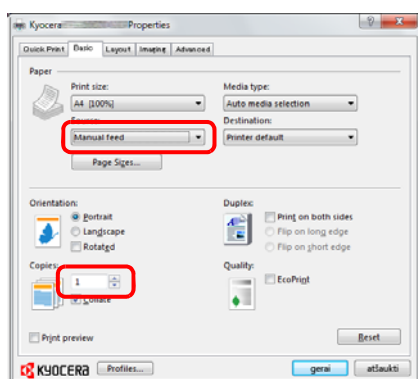 Kyocera Properties
Quick Print Basic Layout Imaging Advanced
Paper
Print size: Media type:
A4 [100%] Auto media selection
Source: Destination:
Manual feed Printer default
Page Sizes...
Orientation: Duplex:
Portrait Print on both sides
Landscape Flip on long edge
Rotated Flip on short edge
Copies: Quality:
1 EcoPrint
Collate
Print preview Reset
KYOCERA Profiles... gerai atšaukti